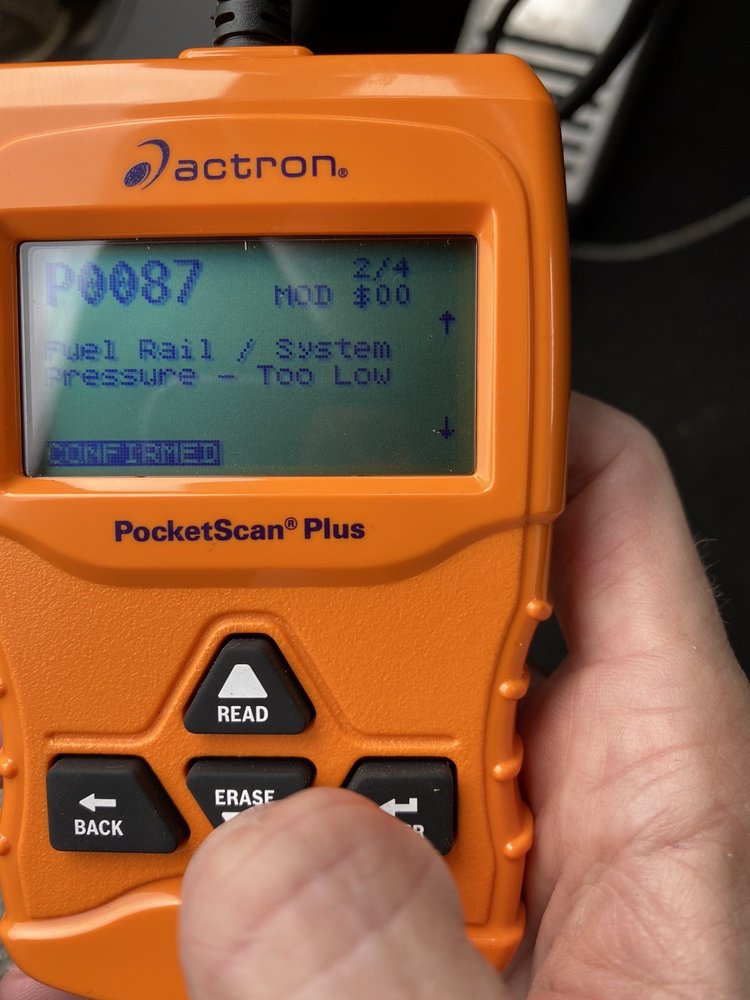 actron®
P0087 2/4
MOD $00
↑
Fuel Rail / System
Pressure - Too Low
↓
CONFIRMED
PocketScan® Plus
READ
ERASE
← BACK